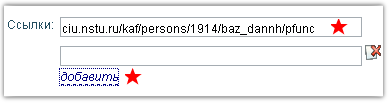 Ссылки: ciu.nstu.ru/kaf/persons/1914/baz_dannh/pfunc
добавить